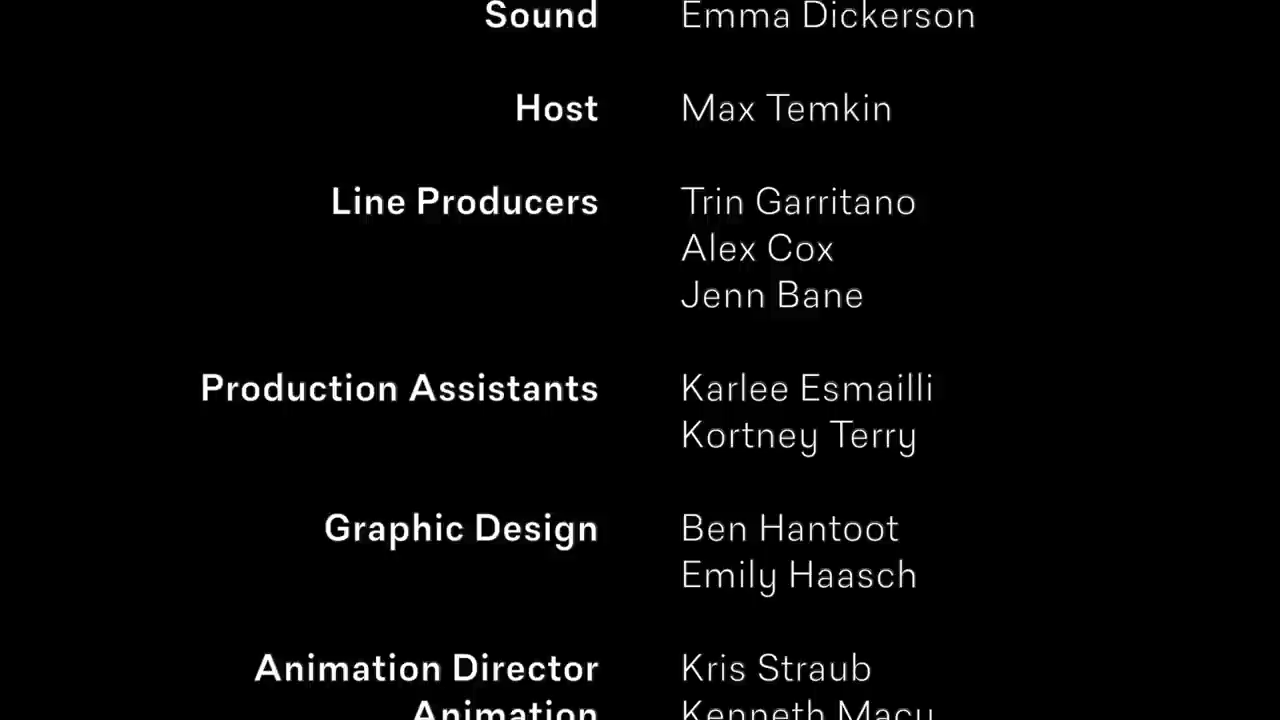 Sound Emma Dickerson
Host Max Temkin
Line Producers Trin Garritano
Alex Cox
Jenn Bane
Production Assistants Karlee Esmailli
Kortney Terry
Graphic Design Ben Hantoot
Emily Haasch
Animation Director Kris Straub
Animation Kenneth Macy